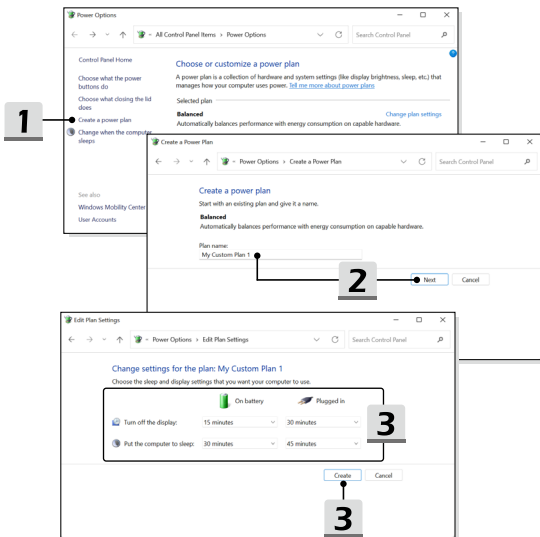 Power Options
All Control Panel Items > Power Options
Search Control Panel
Control Panel Home
Choose what the power
buttons do
Choose what closing the lid
does
Create a power plan
Change when the computer
sleeps
See also
Windows Mobility Center
User Accounts
Choose or customize a power plan
A power plan is a collection of hardware and system settings (like display brightness, sleep, etc.) that
manages how your computer uses power. Tell me more about power plans
Selected plan
Balanced
Change plan settings
Automatically balances performance with energy consumption on capable hardware.
1
Create a Power Plan
Power Options > Create a Power Plan
Search Control Panel
Create a power plan
Start with an existing plan and give it a name.
Balanced
Automatically balances performance with energy consumption on capable hardware.
Plan name:
My Custom Plan 1
2
Next
Cancel
Edit Plan Settings
Power Options > Edit Plan Settings
Search Control Panel
Change settings for the plan: My Custom Plan 1
Choose the sleep and display settings that you want your computer to use.
On battery
Plugged in
Turn off the display:
15 minutes
30 minutes
Put the computer to sleep:
30 minutes
45 minutes
3
Create
Cancel
3